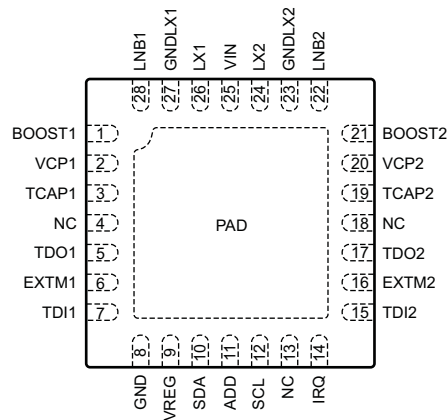 LNB1
GNDLX1
LX1
VIN
LX2
GNDLX2
LNB2
28
27
26
25
24
23
22
BOOST1 1
VCP1 2
TCAP1 3
NC 4
TDO1 5
EXTM1 6
TDI1 7
PAD
21 BOOST2
20 VCP2
19 TCAP2
18 NC
17 TDO2
16 EXTM2
15 TDI2
8
9
10
11
12
13
14
GND
VREG
SDA
ADD
SCL
NC
IRQ